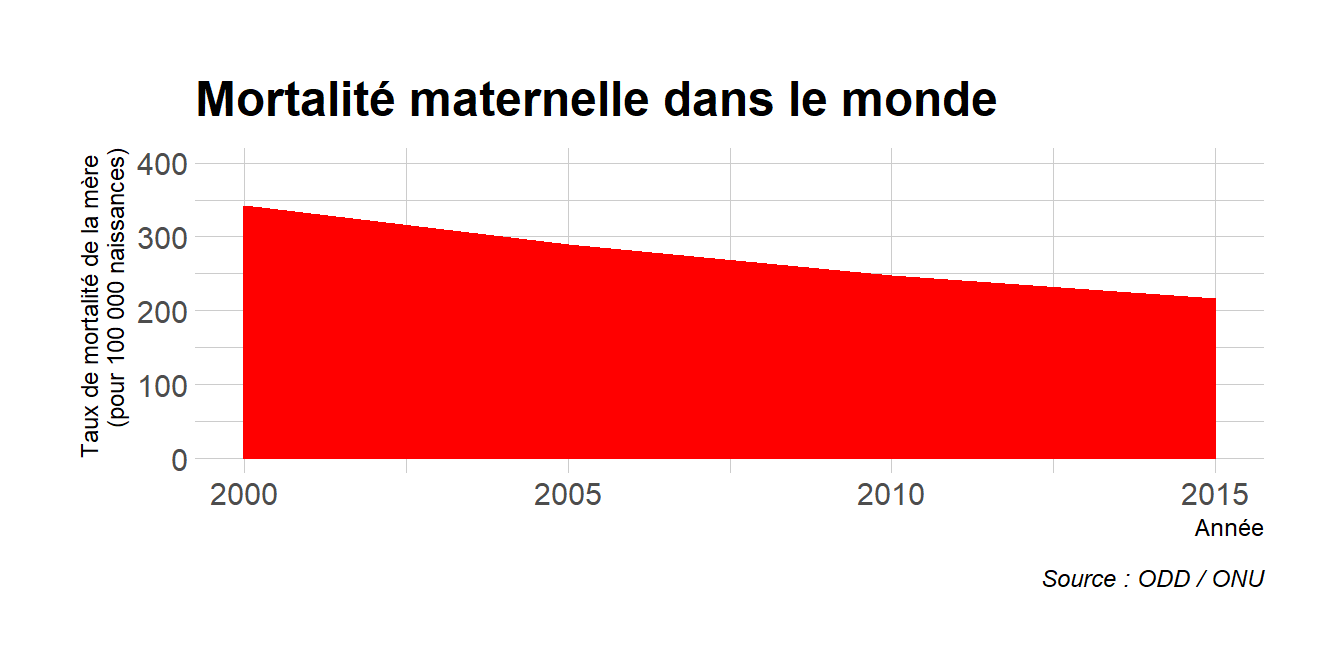 Mortalité maternelle dans le monde
Taux de mortalité de la mère
(pour 100 000 naissances)
400
300
200
100
0
2000 2005 2010 2015
Année
Source : ODD / ONU